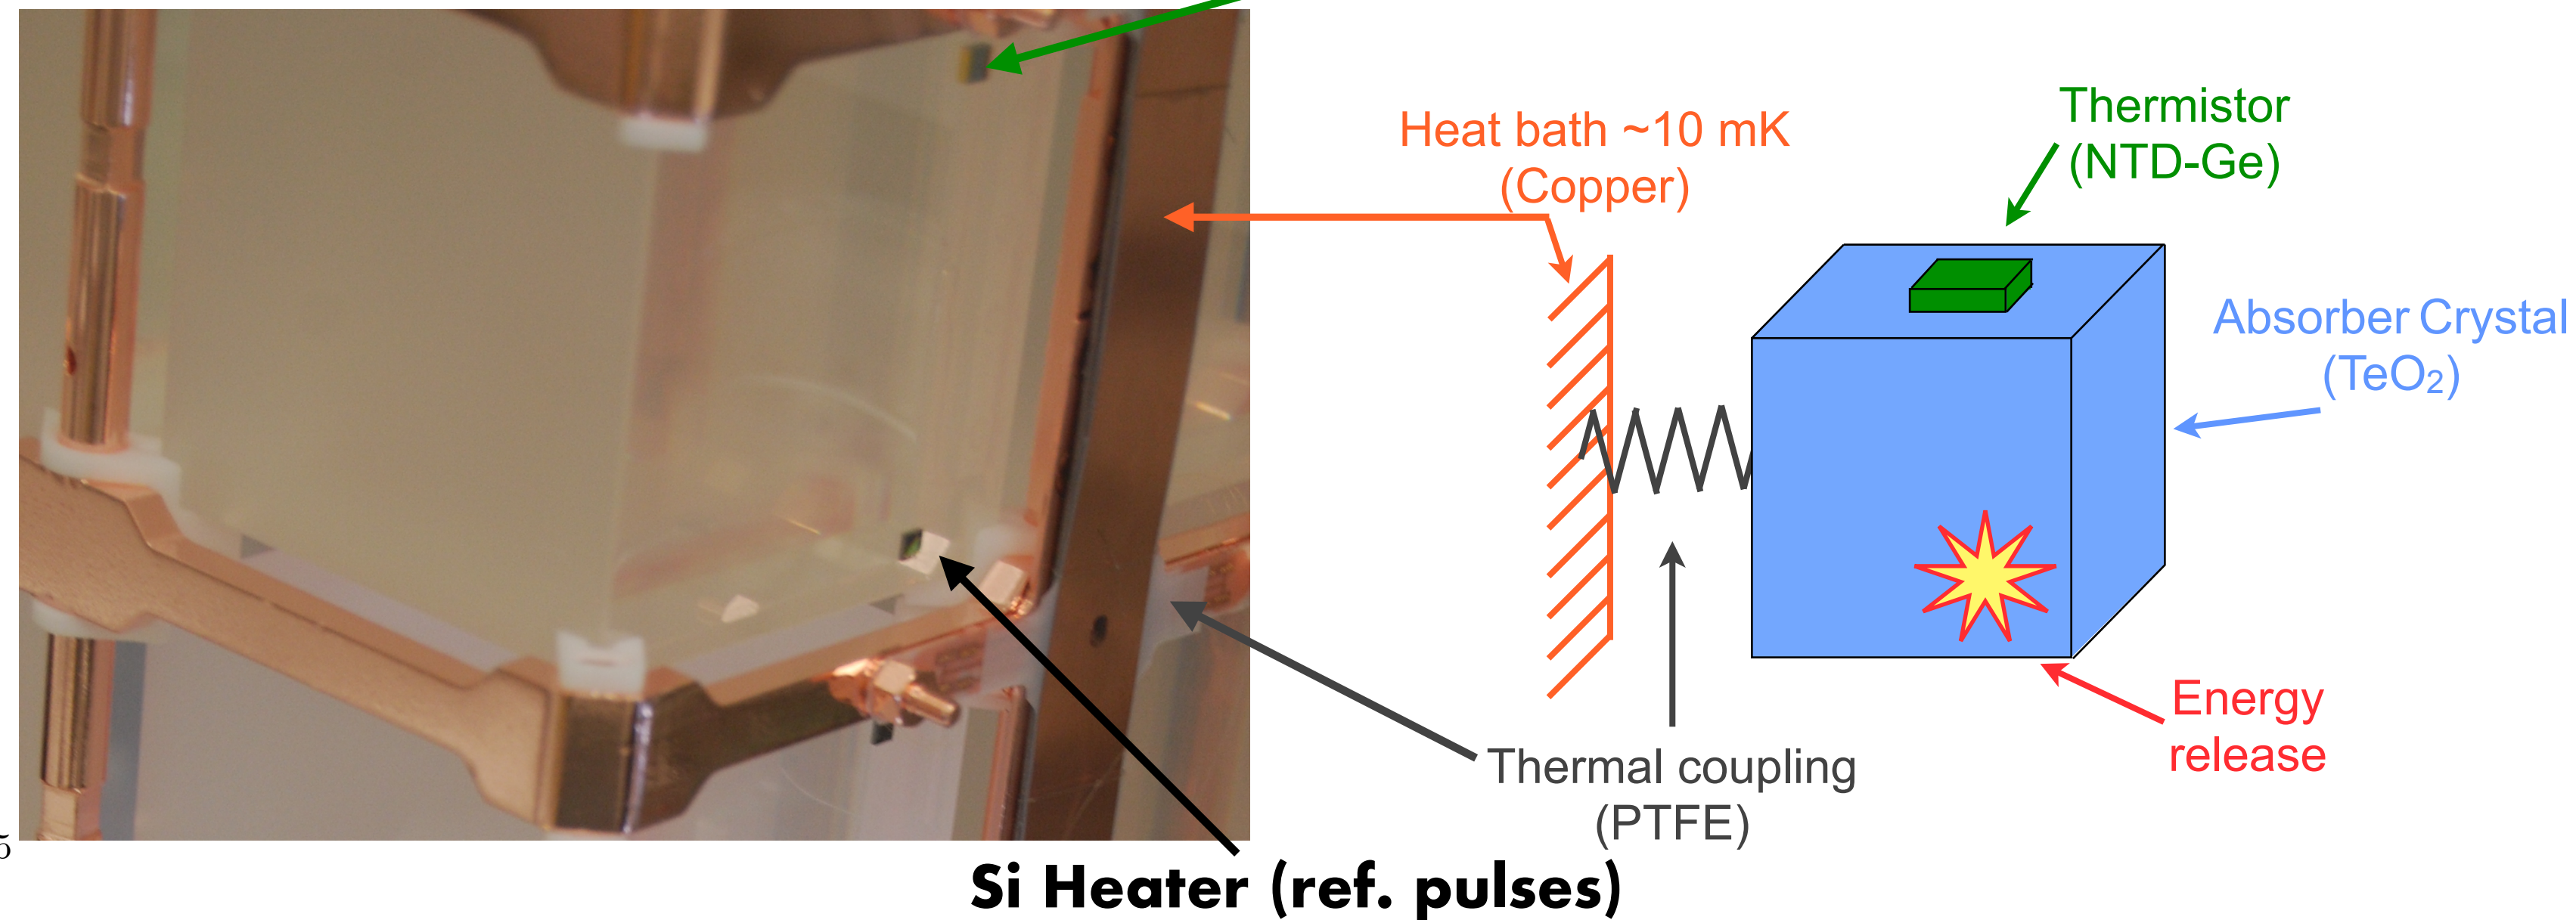 Heat bath ~10 mK
(Copper)
Thermistor
(NTD-Ge)
Absorber Crystal
(TeO₂)
Energy
release
Thermal coupling
(PTFE)
5
Si Heater (ref. pulses)